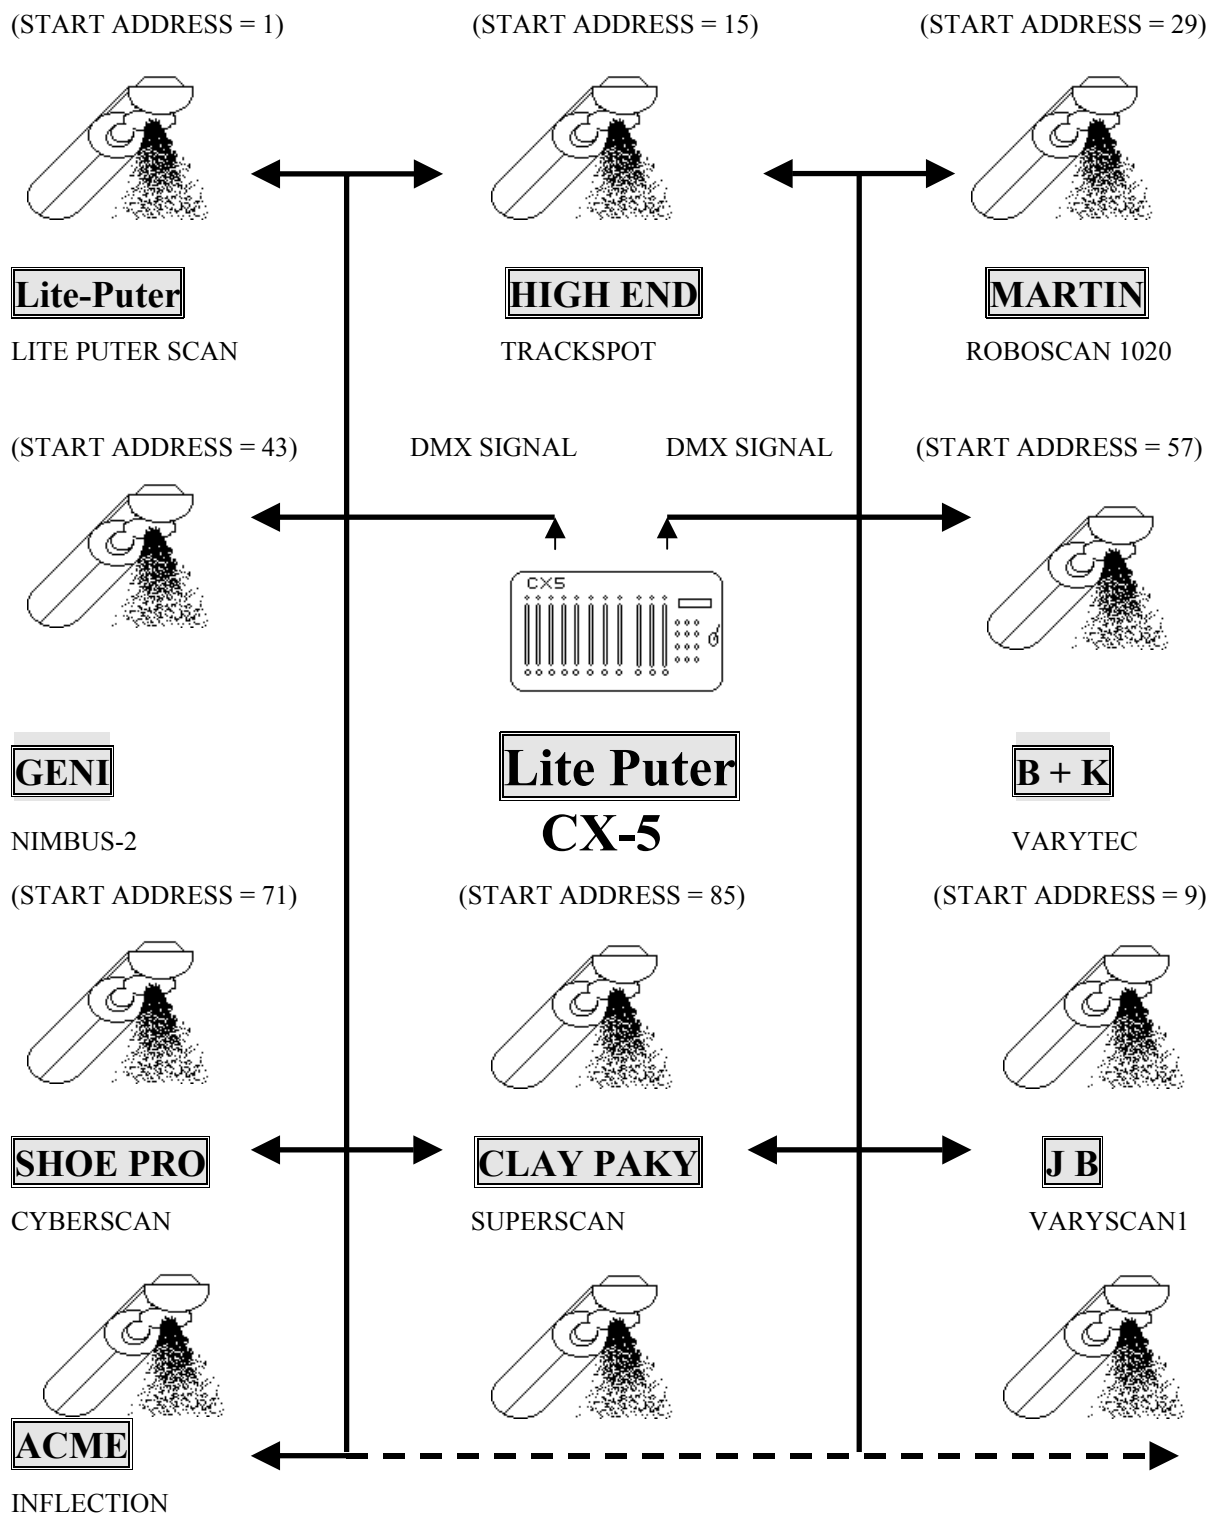 (START ADDRESS = 1) (START ADDRESS = 15) (START ADDRESS = 29)
Lite-Puter HIGH END MARTIN
LITE PUTER SCAN TRACKSPOT ROBOSCAN 1020
(START ADDRESS = 43) DMX SIGNAL DMX SIGNAL (START ADDRESS = 57)
CX5
GENI Lite Puter B + K
CX-5
NIMBUS-2 VARYTEC
(START ADDRESS = 71) (START ADDRESS = 85) (START ADDRESS = 9)
SHOE PRO CLAY PAKY J B
CYBERSCAN SUPERSCAN VARYSCAN1
ACME
INFLECTION